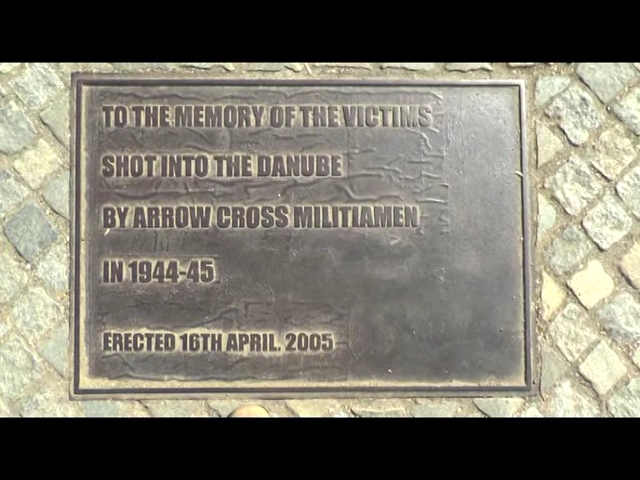 TO THE MEMORY OF THE VICTIMS
SHOT INTO THE DANUBE
BY ARROW CROSS MILITIAMEN
IN 1944-45
ERECTED 16TH APRIL. 2005